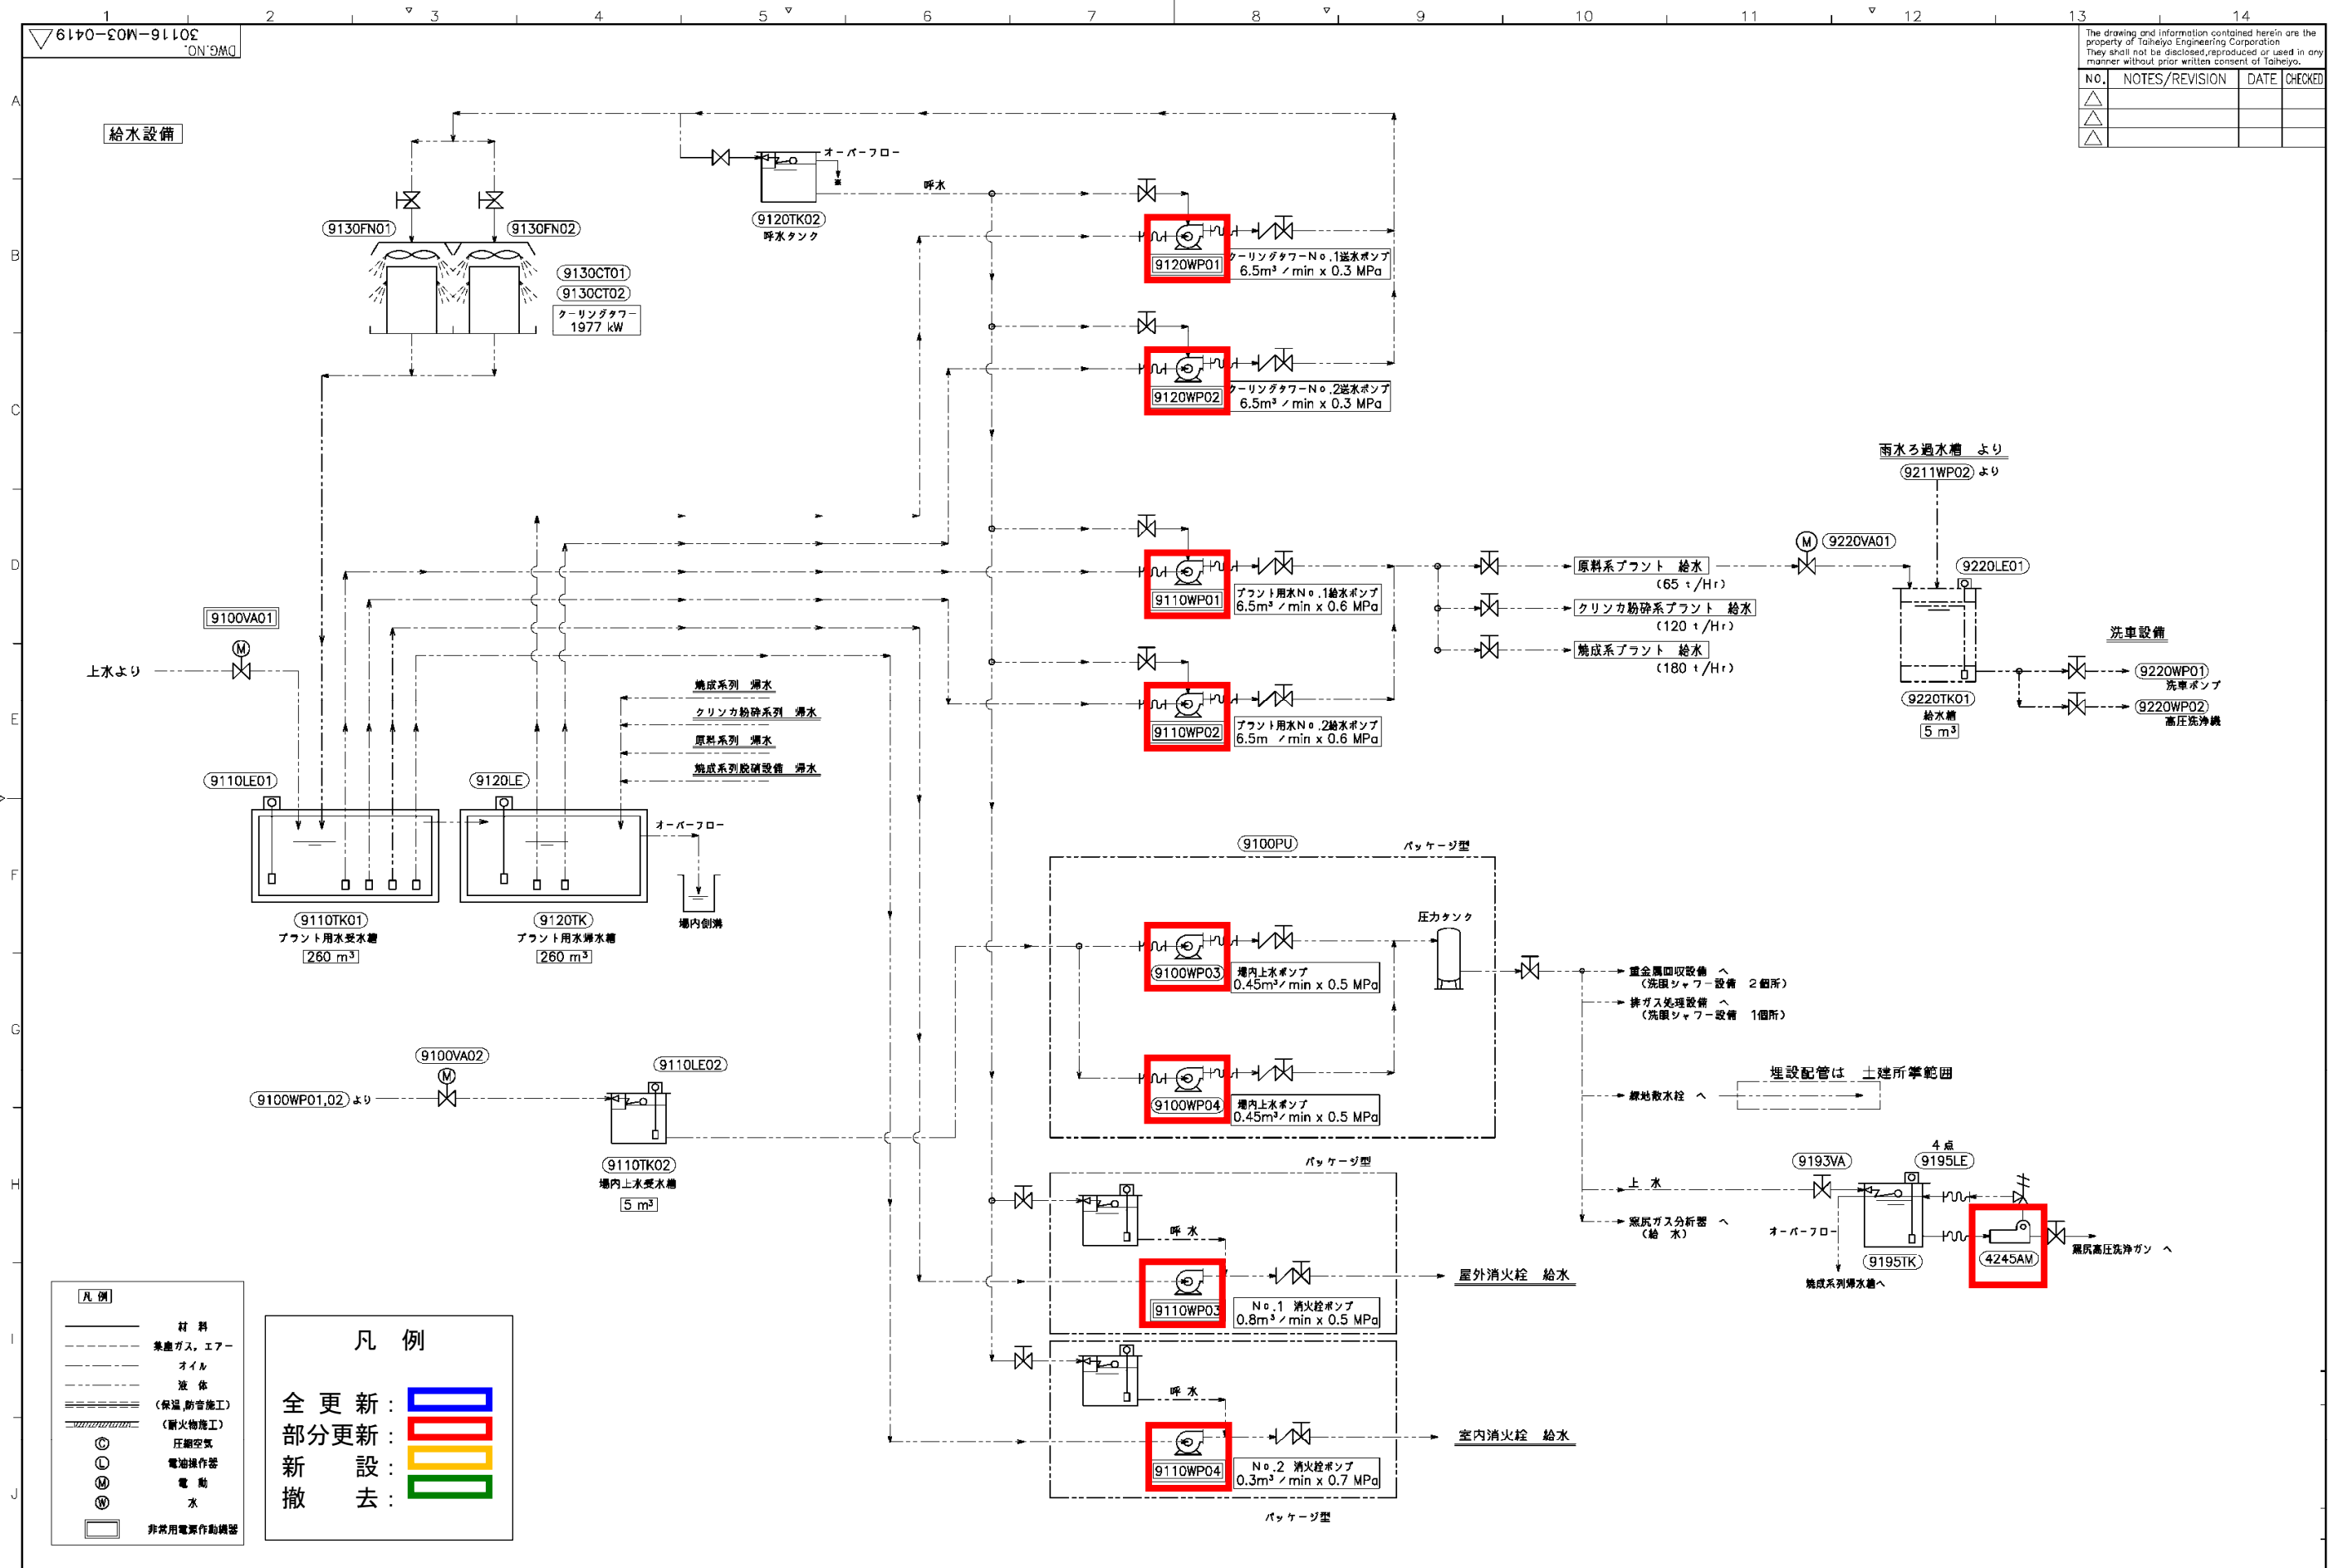 1 2 3 4 5 6 7 8 9 10 11 12 13 14
30116-M03-0419
DWG.NO.
The drawing and information contained herein are the
property of Taiheiyo Engineering Corporation
They shall not be disclosed,reproduced or used in any
manner without prior written consent of Taiheiyo.
NO. NOTES/REVISION DATE CHECKED
A
B
C
D
E
F
G
H
I
J
給水設備
オーバーフロー
呼水
9120TK02
呼水タンク
9130FN01
9130FN02
9130CT01
9130CT02
クーリングタワー
1977 kW
9120WP01
クーリングタワーNo.1送水ポンプ
6.5m³/min x 0.3 MPa
9120WP02
クーリングタワーNo.2送水ポンプ
6.5m³/min x 0.3 MPa
雨水ろ過水槽 より
9211WP02 より
9110WP01
プラント用水No.1給水ポンプ
6.5m³/min x 0.6 MPa
9110WP02
プラント用水No.2給水ポンプ
6.5m /min x 0.6 MPa
原料系プラント 給水
(65 t/Hr)
クリンカ粉砕系プラント 給水
(120 t/Hr)
焼成系プラント 給水
(180 t/Hr)
M 9220VA01
9220LE01
洗車設備
9220WP01
洗車ポンプ
9220WP02
高圧洗浄機
9220TK01
給水槽
5 m³
9100VA01
M
上水より
焼成系列 帰水
クリンカ粉砕系列 帰水
原料系列 帰水
焼成系列脱硝設備 帰水
9110LE01
9120LE
オーバーフロー
場内側溝
9110TK01
プラント用水受水槽
260 m³
9120TK
プラント用水帰水槽
260 m³
9100PU
パッケージ型
圧力タンク
9100WP03
場内上水ポンプ
0.45m³/min x 0.5 MPa
9100WP04
場内上水ポンプ
0.45m³/min x 0.5 MPa
重金属回収設備 へ
(洗眼シャワー設備 2個所)
排ガス処理設備 へ
(洗眼シャワー設備 1個所)
緑地散水栓 へ
埋設配管は 土建所掌範囲
上 水
窯尻ガス分析器 へ
(給 水)
9100VA02
M
9100WP01,02 より
9110LE02
9110TK02
場内上水受水槽
5 m³
パッケージ型
呼 水
9110WP03
No.1 消火栓ポンプ
0.8m³/min x 0.5 MPa
屋外消火栓 給水
呼 水
9110WP04
No.2 消火栓ポンプ
0.3m³/min x 0.7 MPa
室内消火栓 給水
パッケージ型
9193VA
4点
9195LE
オーバーフロー
9195TK
焼成系列帰水槽へ
4245AM
窯尻高圧洗浄ガン へ
凡 例
材 料
集塵ガス,エアー
オイル
液 体
(保温,防音施工)
(耐火物施工)
C 圧縮空気
L 電油操作器
M 電 動
W 水
非常用電源作動機器
凡 例
全 更 新 :
部分更新 :
新 設 :
撤 去 :